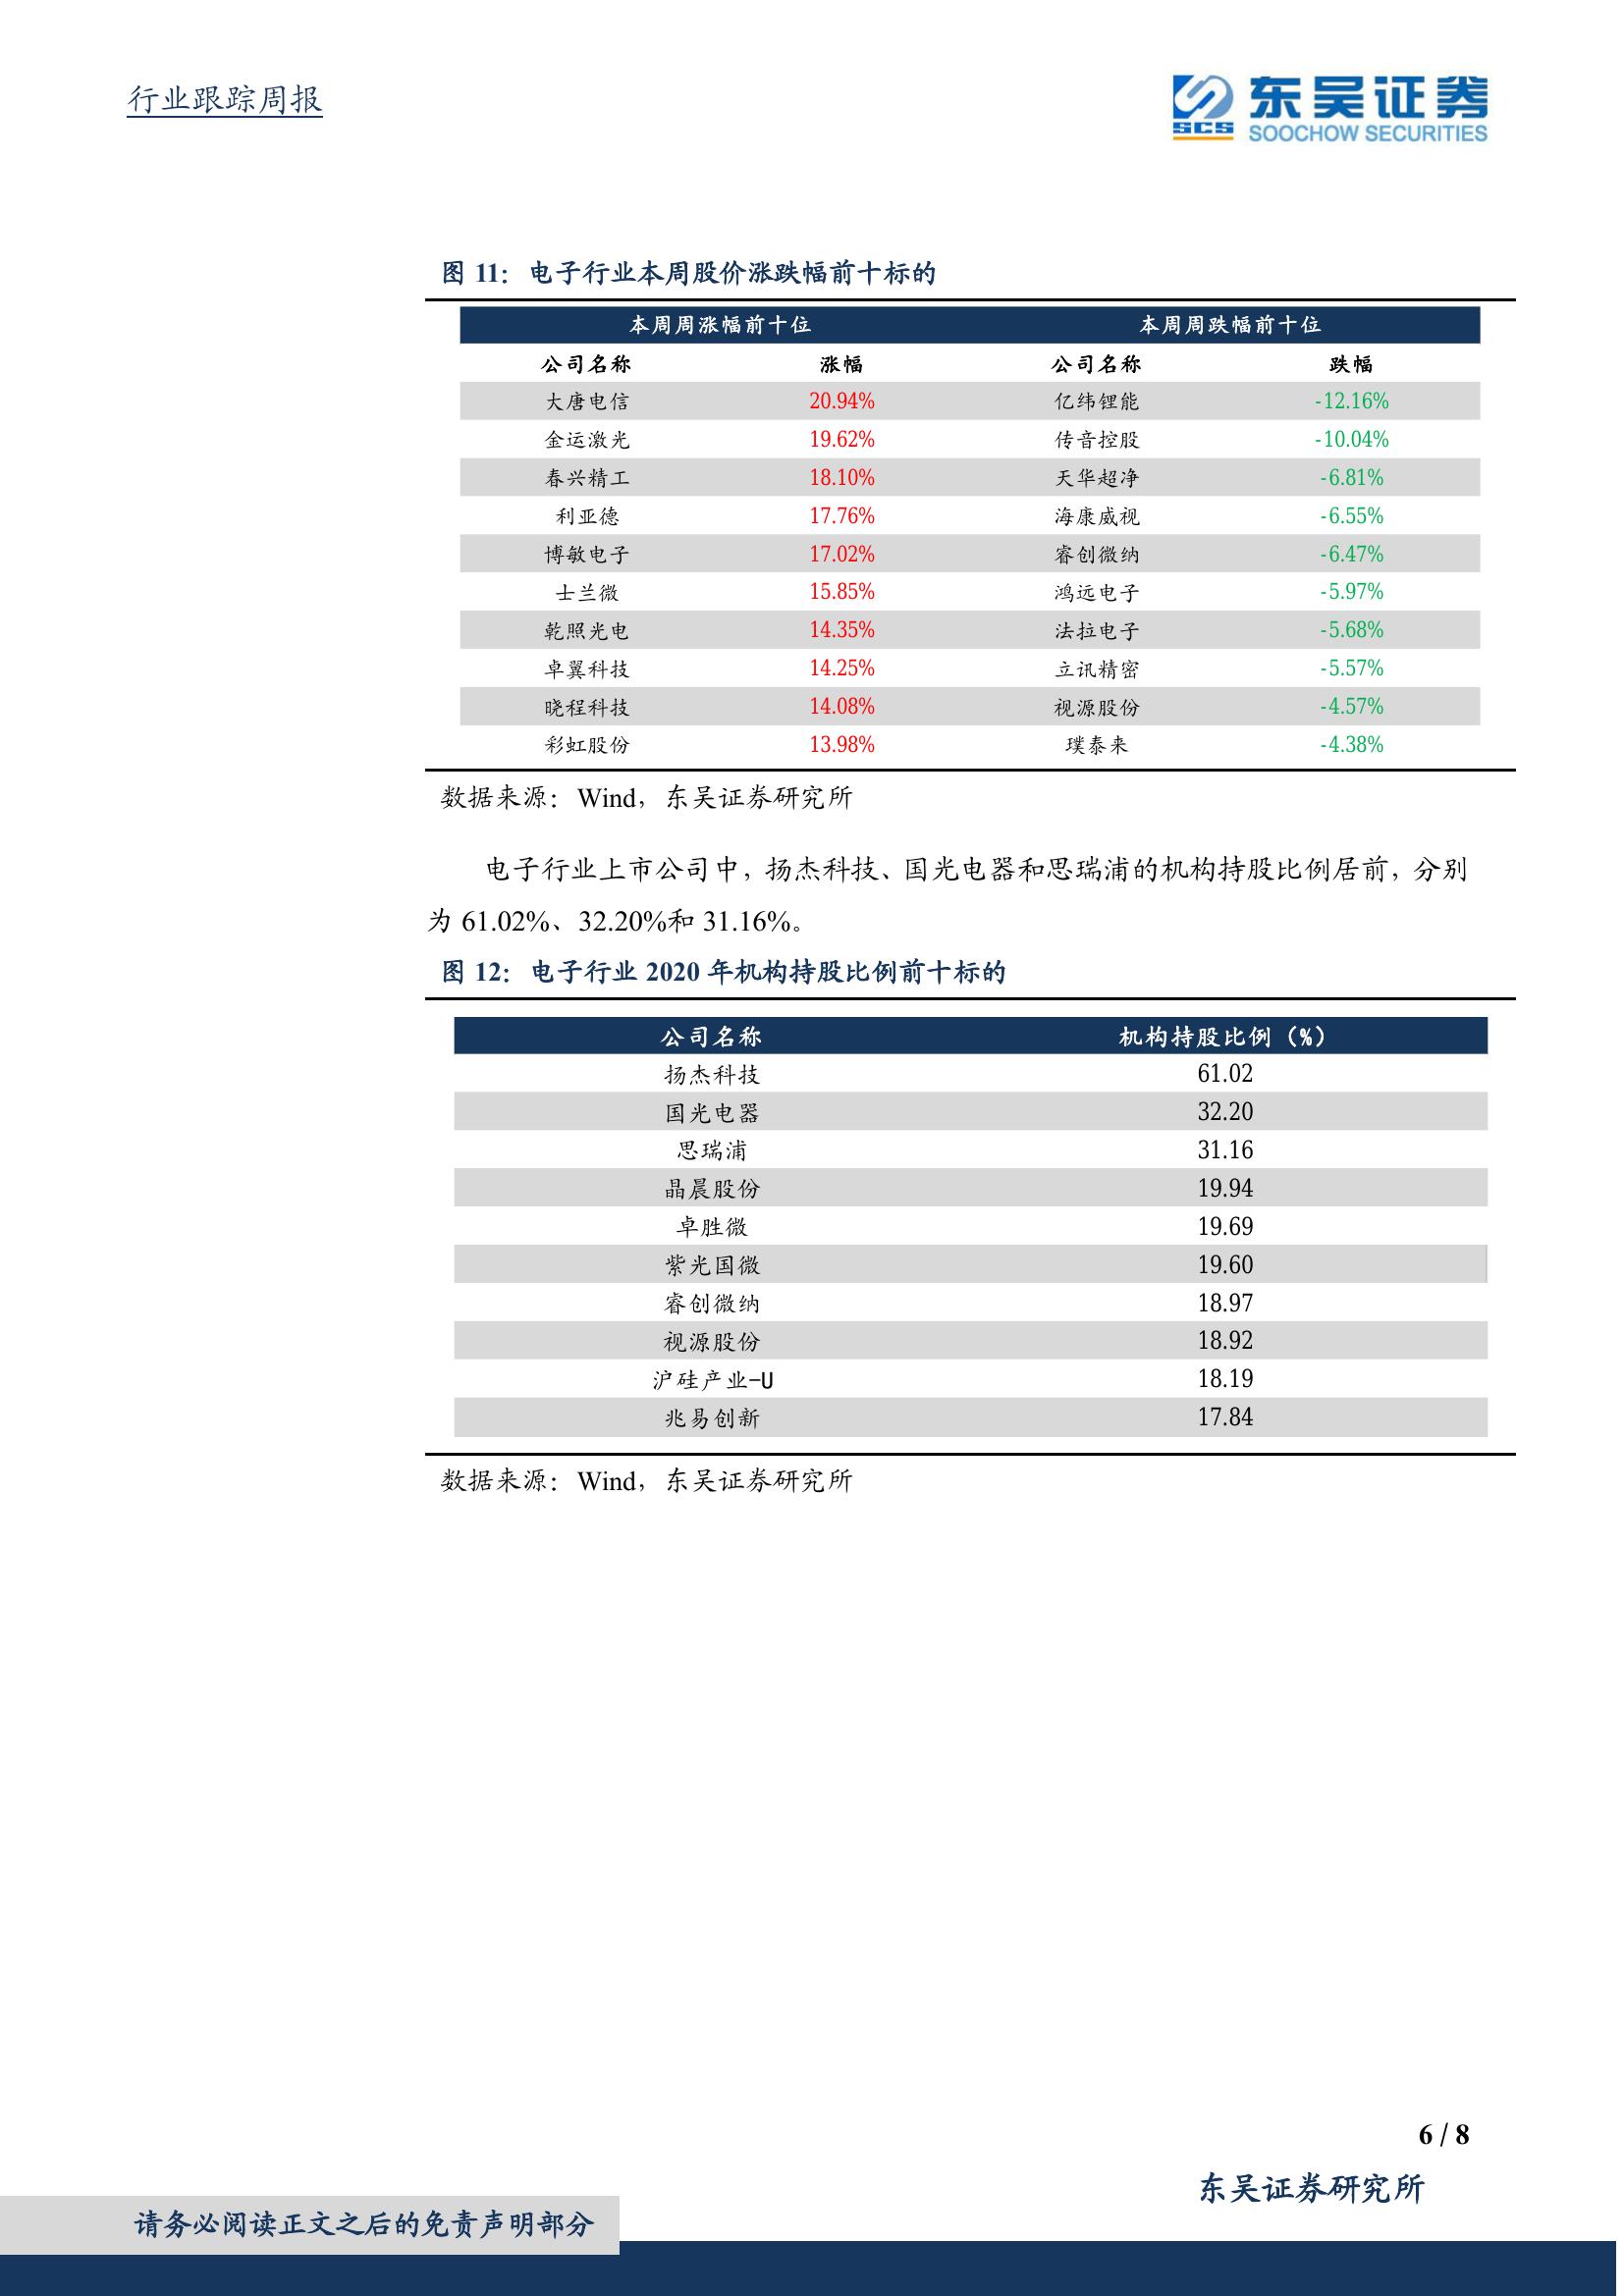 行业跟踪周报
SCS 东吴证券
SOOCHOW SECURITIES
图 11：电子行业本周股价涨跌幅前十标的
本周周涨幅前十位 本周周跌幅前十位
公司名称 涨幅 公司名称 跌幅
大唐电信 20.94% 亿纬锂能 -12.16%
金运激光 19.62% 传音控股 -10.04%
春兴精工 18.10% 天华超净 -6.81%
利亚德 17.76% 海康威视 -6.55%
博敏电子 17.02% 睿创微纳 -6.47%
士兰微 15.85% 鸿远电子 -5.97%
乾照光电 14.35% 法拉电子 -5.68%
卓翼科技 14.25% 立讯精密 -5.57%
晓程科技 14.08% 视源股份 -4.57%
彩虹股份 13.98% 璞泰来 -4.38%
数据来源：Wind，东吴证券研究所
电子行业上市公司中，扬杰科技、国光电器和思瑞浦的机构持股比例居前，分别
为 61.02%、32.20%和 31.16%。
图 12：电子行业 2020 年机构持股比例前十标的
公司名称 机构持股比例（%）
扬杰科技 61.02
国光电器 32.20
思瑞浦 31.16
晶晨股份 19.94
卓胜微 19.69
紫光国微 19.60
睿创微纳 18.97
视源股份 18.92
沪硅产业-U 18.19
兆易创新 17.84
数据来源：Wind，东吴证券研究所
6 / 8
东吴证券研究所
请务必阅读正文之后的免责声明部分